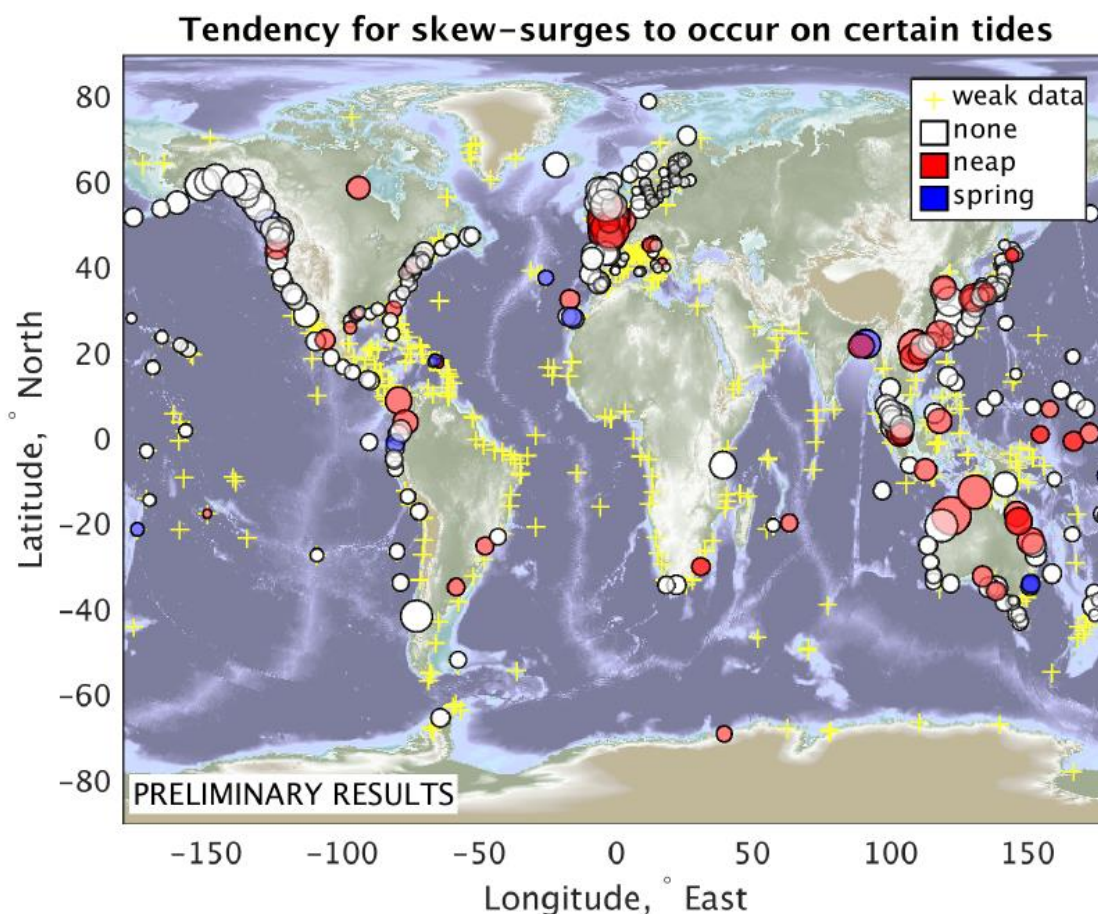 Tendency for skew-surges to occur on certain tides
weak data
none
neap
spring
80
60
40
20
0
-20
-40
-60
-80
Latitude, ° North
PRELIMINARY RESULTS
-150
-100
-50
0
50
100
150
Longitude, ° East